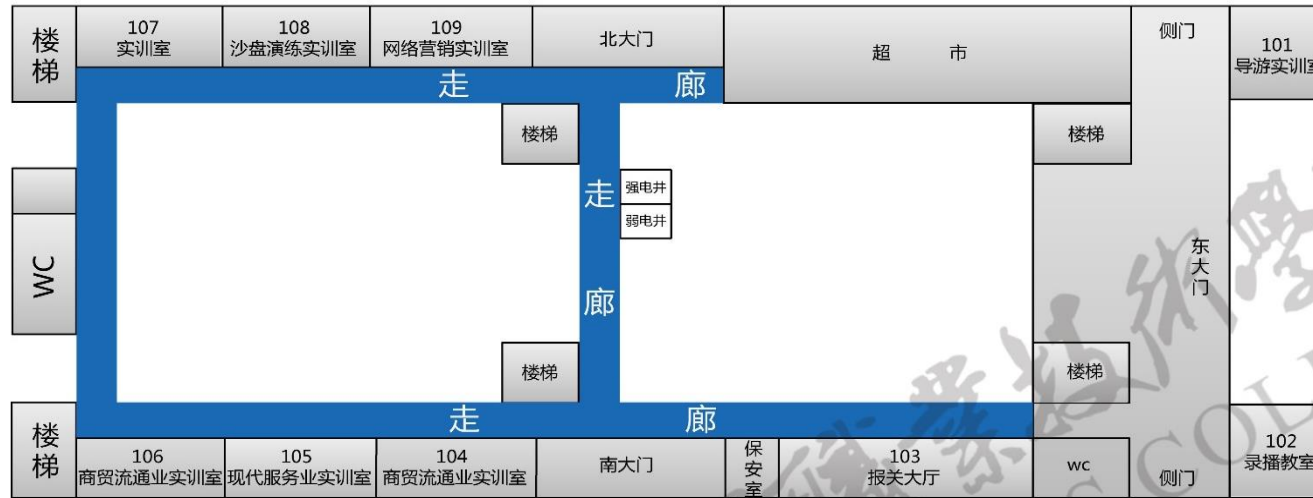 楼梯
107
实训室
108
沙盘演练实训室
109
网络营销实训室
北大门
超 市
侧门
101
导游实训室
走 廊
楼梯
楼梯
走廊
强电井
弱电井
WC
东大门
楼梯
楼梯
走 廊
楼梯
106
商贸流通业实训室
105
现代服务业实训室
104
商贸流通业实训室
南大门
保安室
103
报关大厅
WC
侧门
102
录播教室
業技術學
COLL